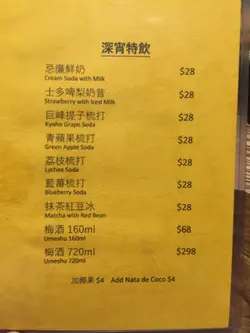 深宵特飲
忌廉鮮奶 $28
Cream Soda with Milk
士多啤梨奶昔 $28
Strawberry with Iced Milk
巨峰提子梳打 $28
Kyoho Grape Soda
青蘋果梳打 $28
Green Apple Soda
荔枝梳打 $28
Lychee Soda
藍莓梳打 $28
Blueberry Soda
抹茶紅豆冰 $28
Matcha with Red Bean
梅酒 160ml $68
Umeshu 160ml
梅酒 720ml $298
Umeshu 720ml
加椰果 $4 Add Nata de Coco $4